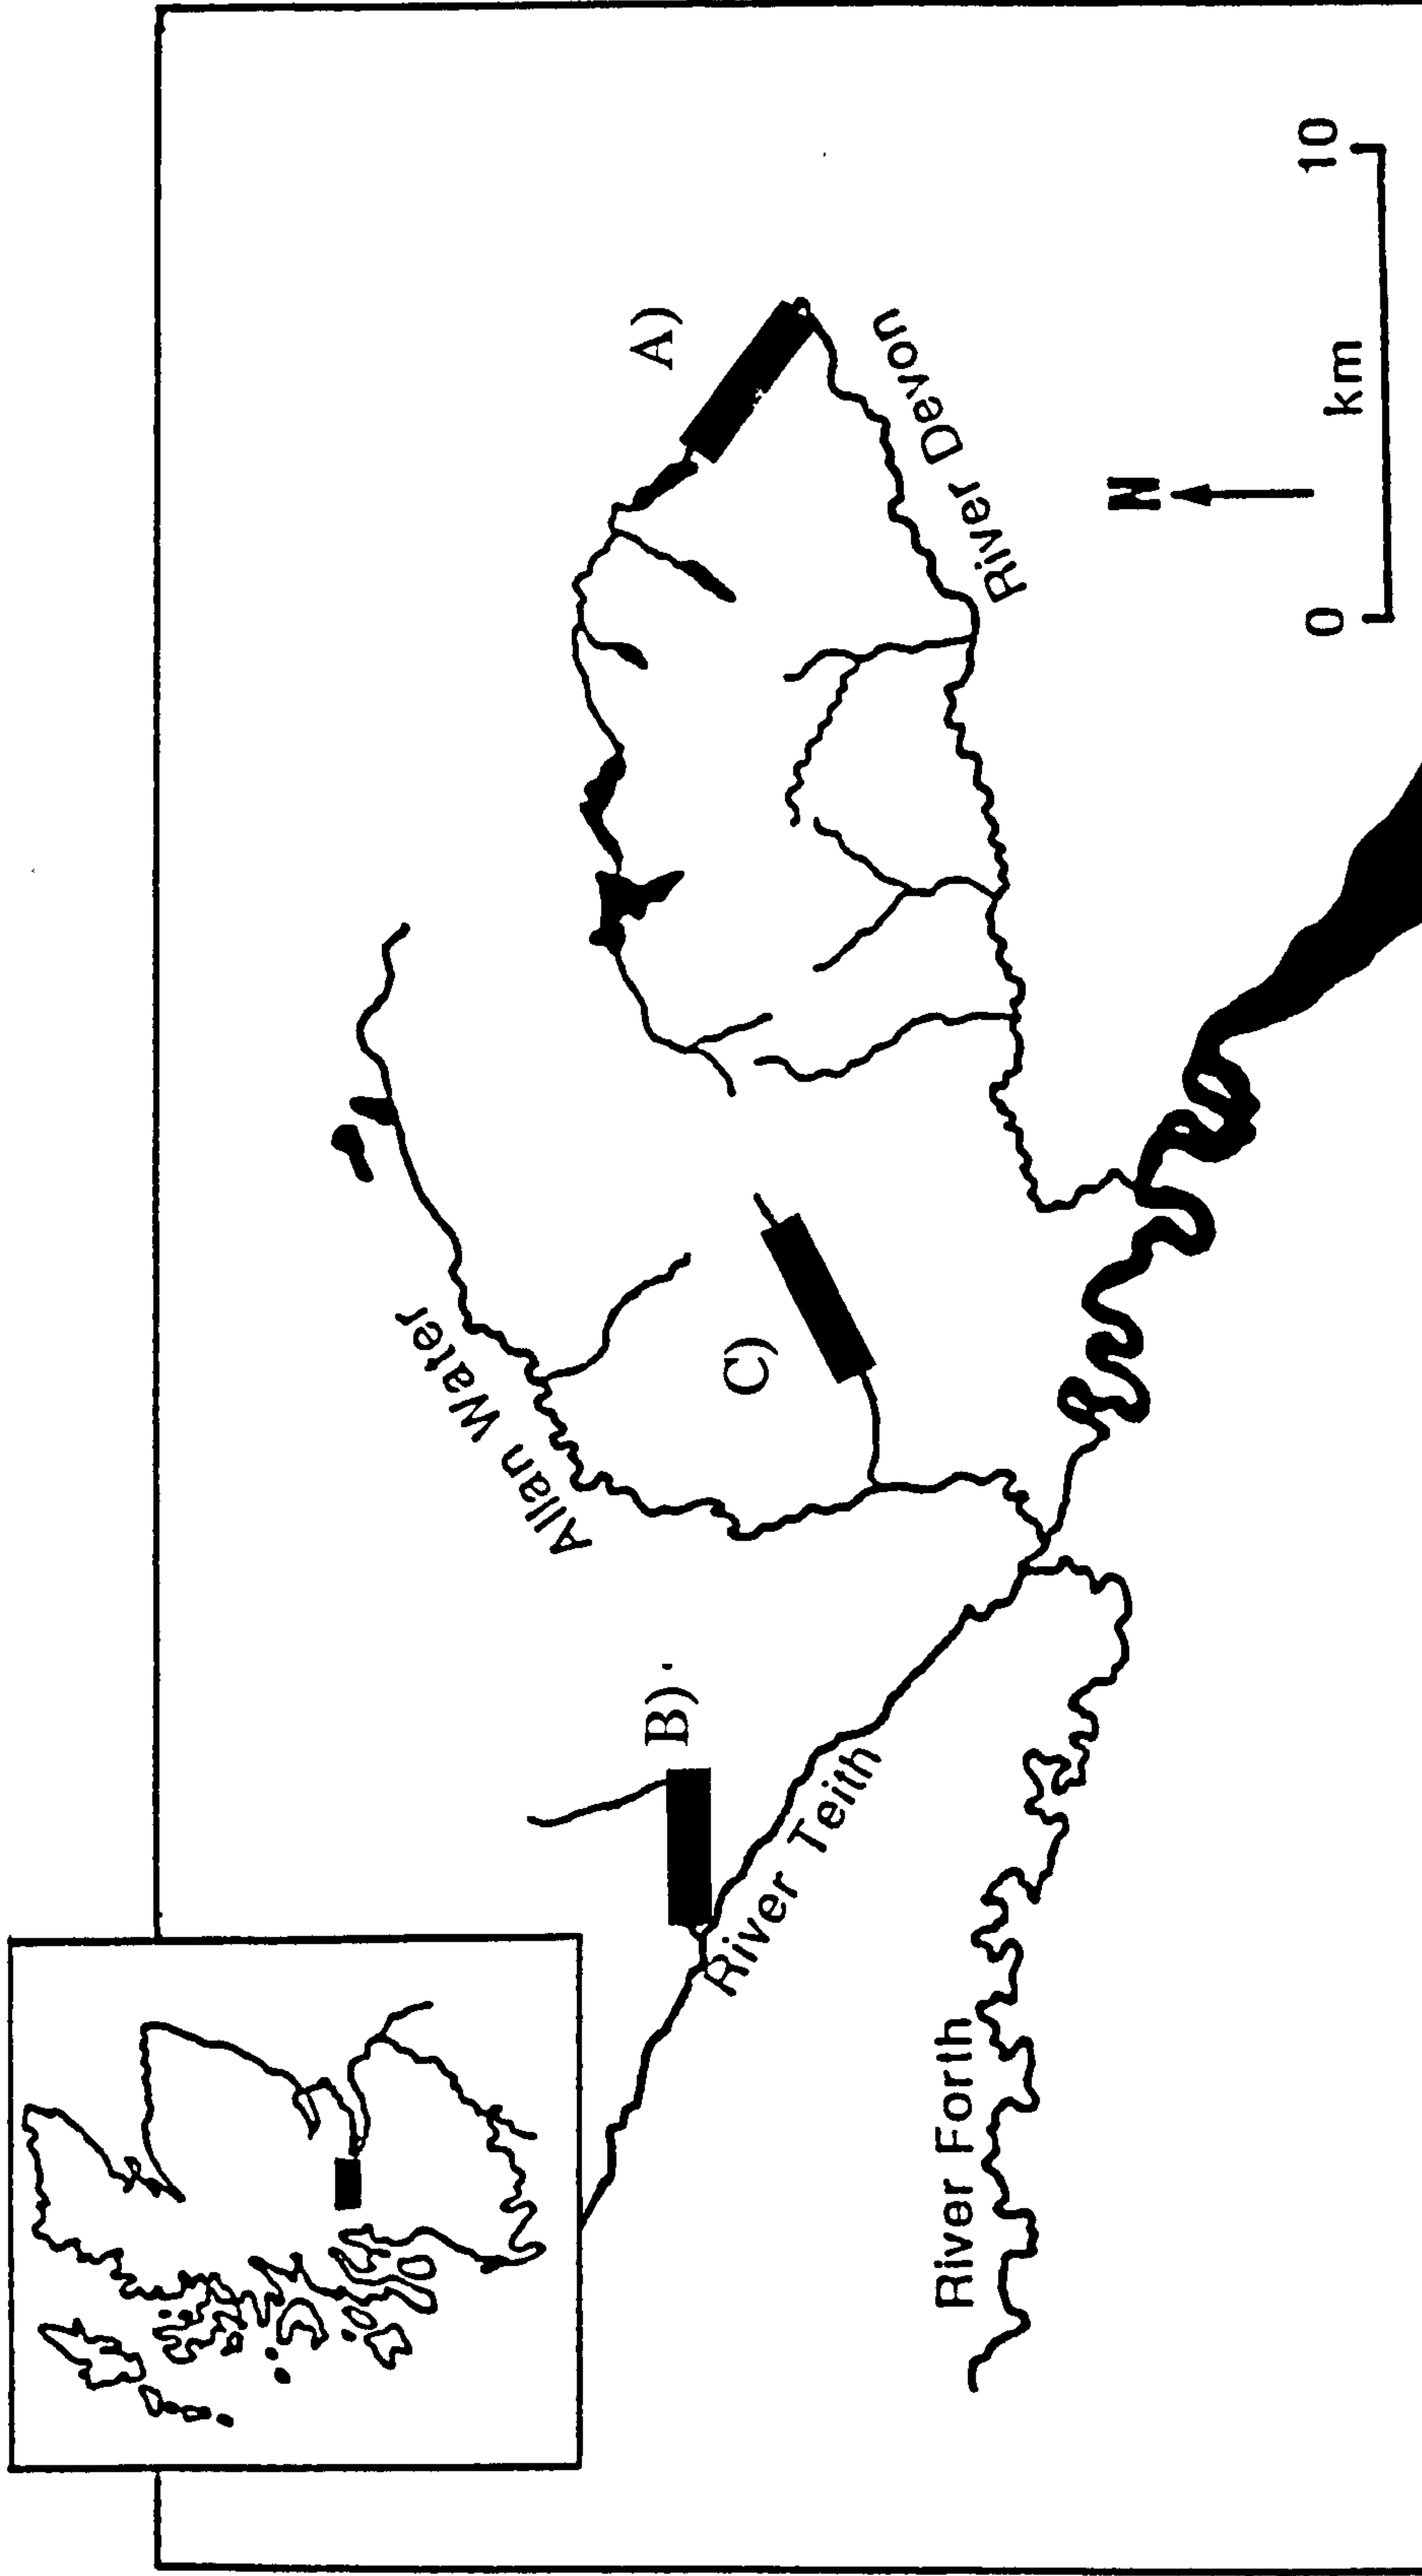 Allan Water
A)
B)
C)
River Teith
River Devon
River Forth
N
0
10
km